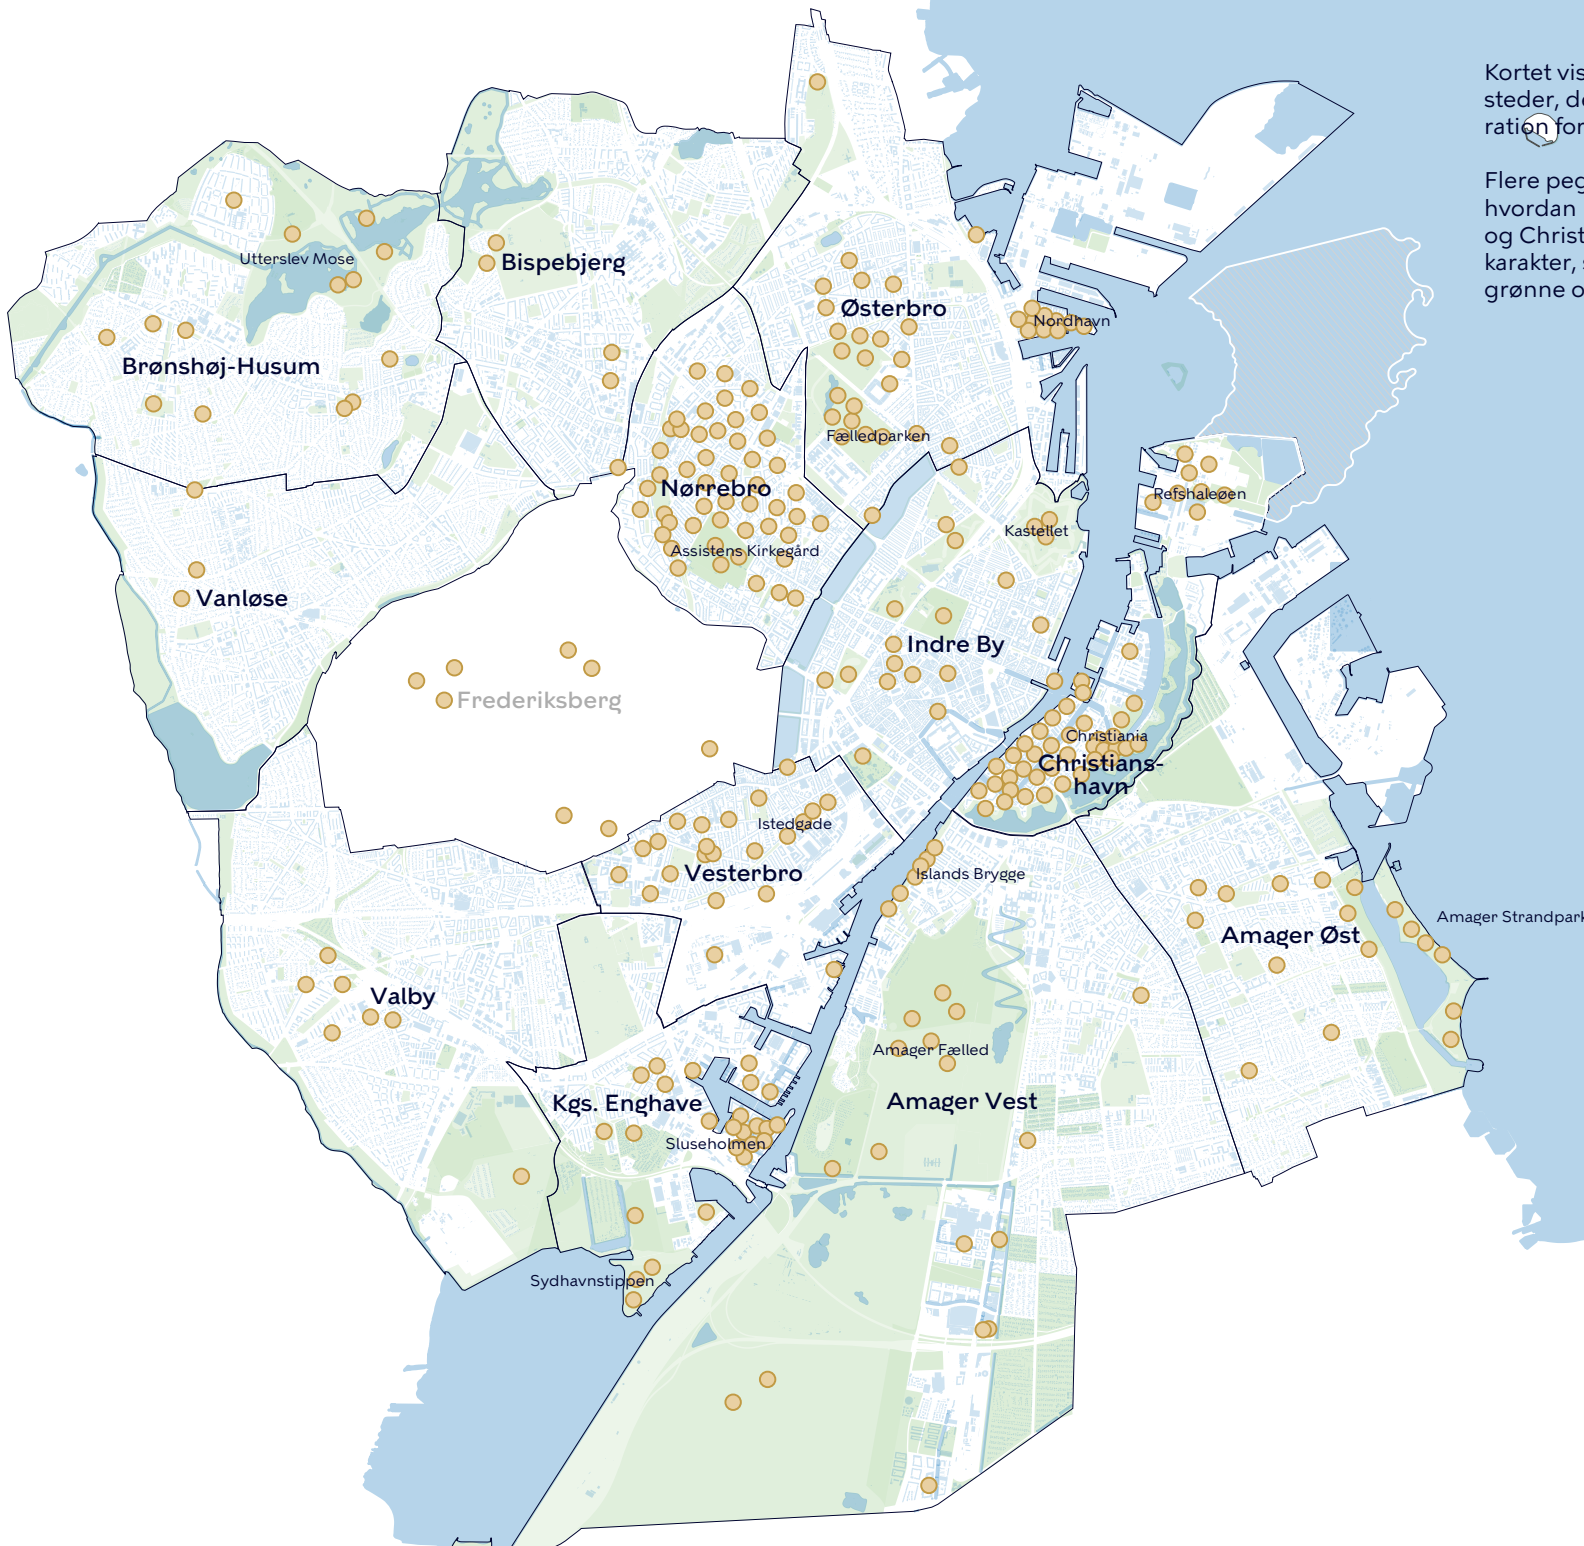 Kortet vis
steder, de
ration for
Flere peg
hvordan
og Christ
karakter, s
grønne o
Utterslev Mose
Bispebjerg
Østerbro
Nordhavn
Brønshøj-Husum
Fælledparken
Nørrebro
Refshaleøen
Kastellet
Assistens Kirkegård
Vanløse
Indre By
Frederiksberg
Christiania
Christians-
havn
Istedgade
Vesterbro
Islands Brygge
Amager Strandpark
Amager Øst
Valby
Amager Fælled
Kgs. Enghave
Amager Vest
Sluseholmen
Sydhavnstippen